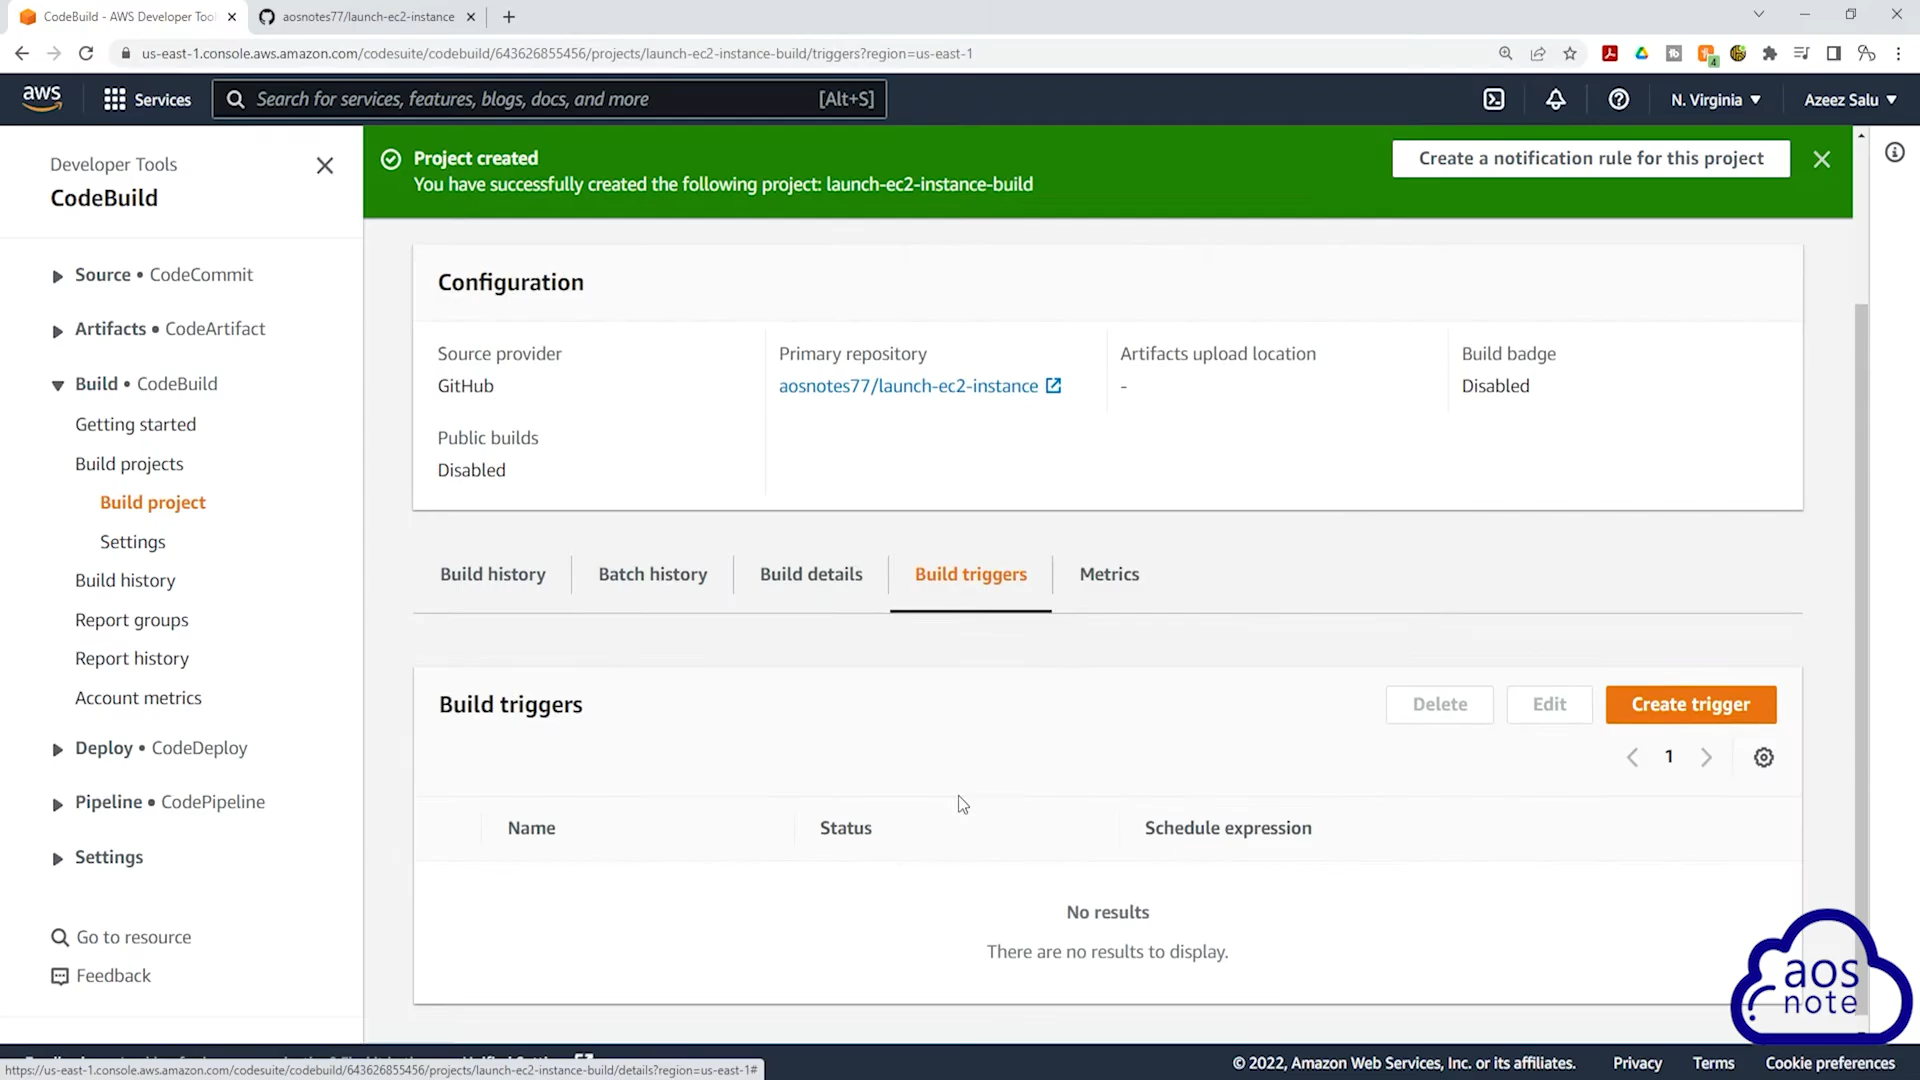 CodeBuild - AWS Developer Too
aosnotes77/launch-ec2-instance
us-east-1.console.aws.amazon.com/codesuite/codebuild/643626855456/projects/launch-ec2-instance-build/triggers?region=us-east-1
4
aws
Services
Search for services, features, blogs, docs, and more
[Alt+S]
N. Virginia
Azeez Salu
Developer Tools
CodeBuild
Source • CodeCommit
Artifacts • CodeArtifact
Build • CodeBuild
Getting started
Build projects
Build project
Settings
Build history
Report groups
Report history
Account metrics
Deploy • CodeDeploy
Pipeline • CodePipeline
Settings
Go to resource
Feedback
Project created
You have successfully created the following project: launch-ec2-instance-build
Create a notification rule for this project
Configuration
Source provider
GitHub
Primary repository
aosnotes77/launch-ec2-instance
Artifacts upload location
-
Build badge
Disabled
Public builds
Disabled
Build history
Batch history
Build details
Build triggers
Metrics
Build triggers
Delete
Edit
Create trigger
1
Name
Status
Schedule expression
No results
There are no results to display.
aos
note
© 2022, Amazon Web Services, Inc. or its affiliates.
Privacy
Terms
Cookie preferences
https://us-east-1.console.aws.amazon.com/codesuite/codebuild/643626855456/projects/launch-ec2-instance-build/details?region=us-east-1#